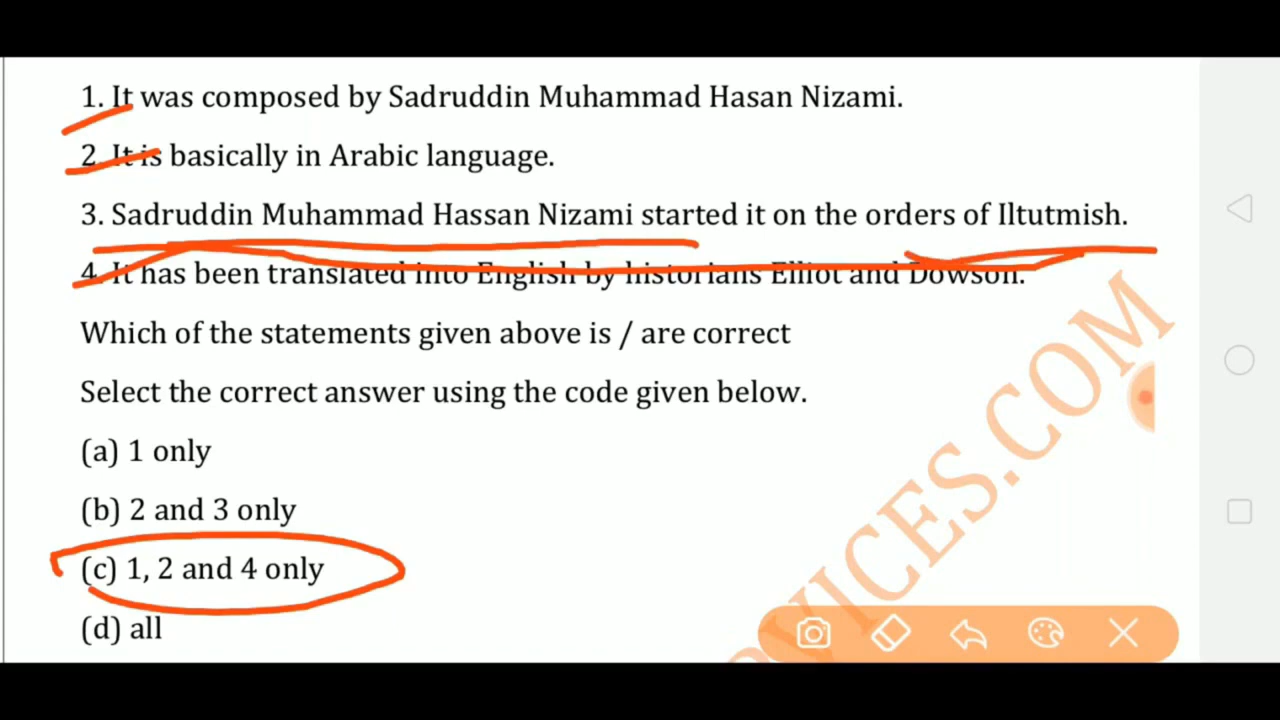 1. It was composed by Sadruddin Muhammad Hasan Nizami.
2. It is basically in Arabic language.
3. Sadruddin Muhammad Hassan Nizami started it on the orders of Iltutmish.
4. It has been translated into English by historians Elliot and Dowson.
Which of the statements given above is / are correct
Select the correct answer using the code given below.
(a) 1 only
(b) 2 and 3 only
(c) 1, 2 and 4 only
(d) all